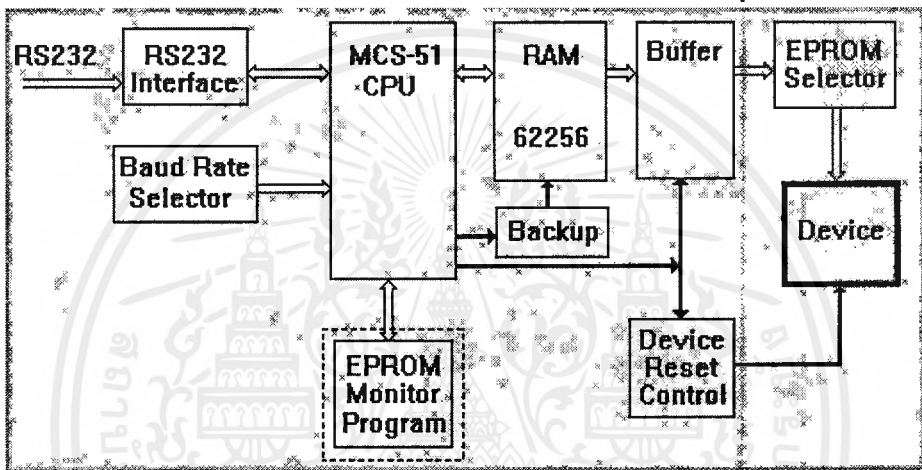 RS232
RS232
Interface
MCS-51
CPU
RAM
62256
Buffer
EPROM
Selector
Baud Rate
Selector
Backup
Device
EPROM
Monitor
Program
Device
Reset
Control